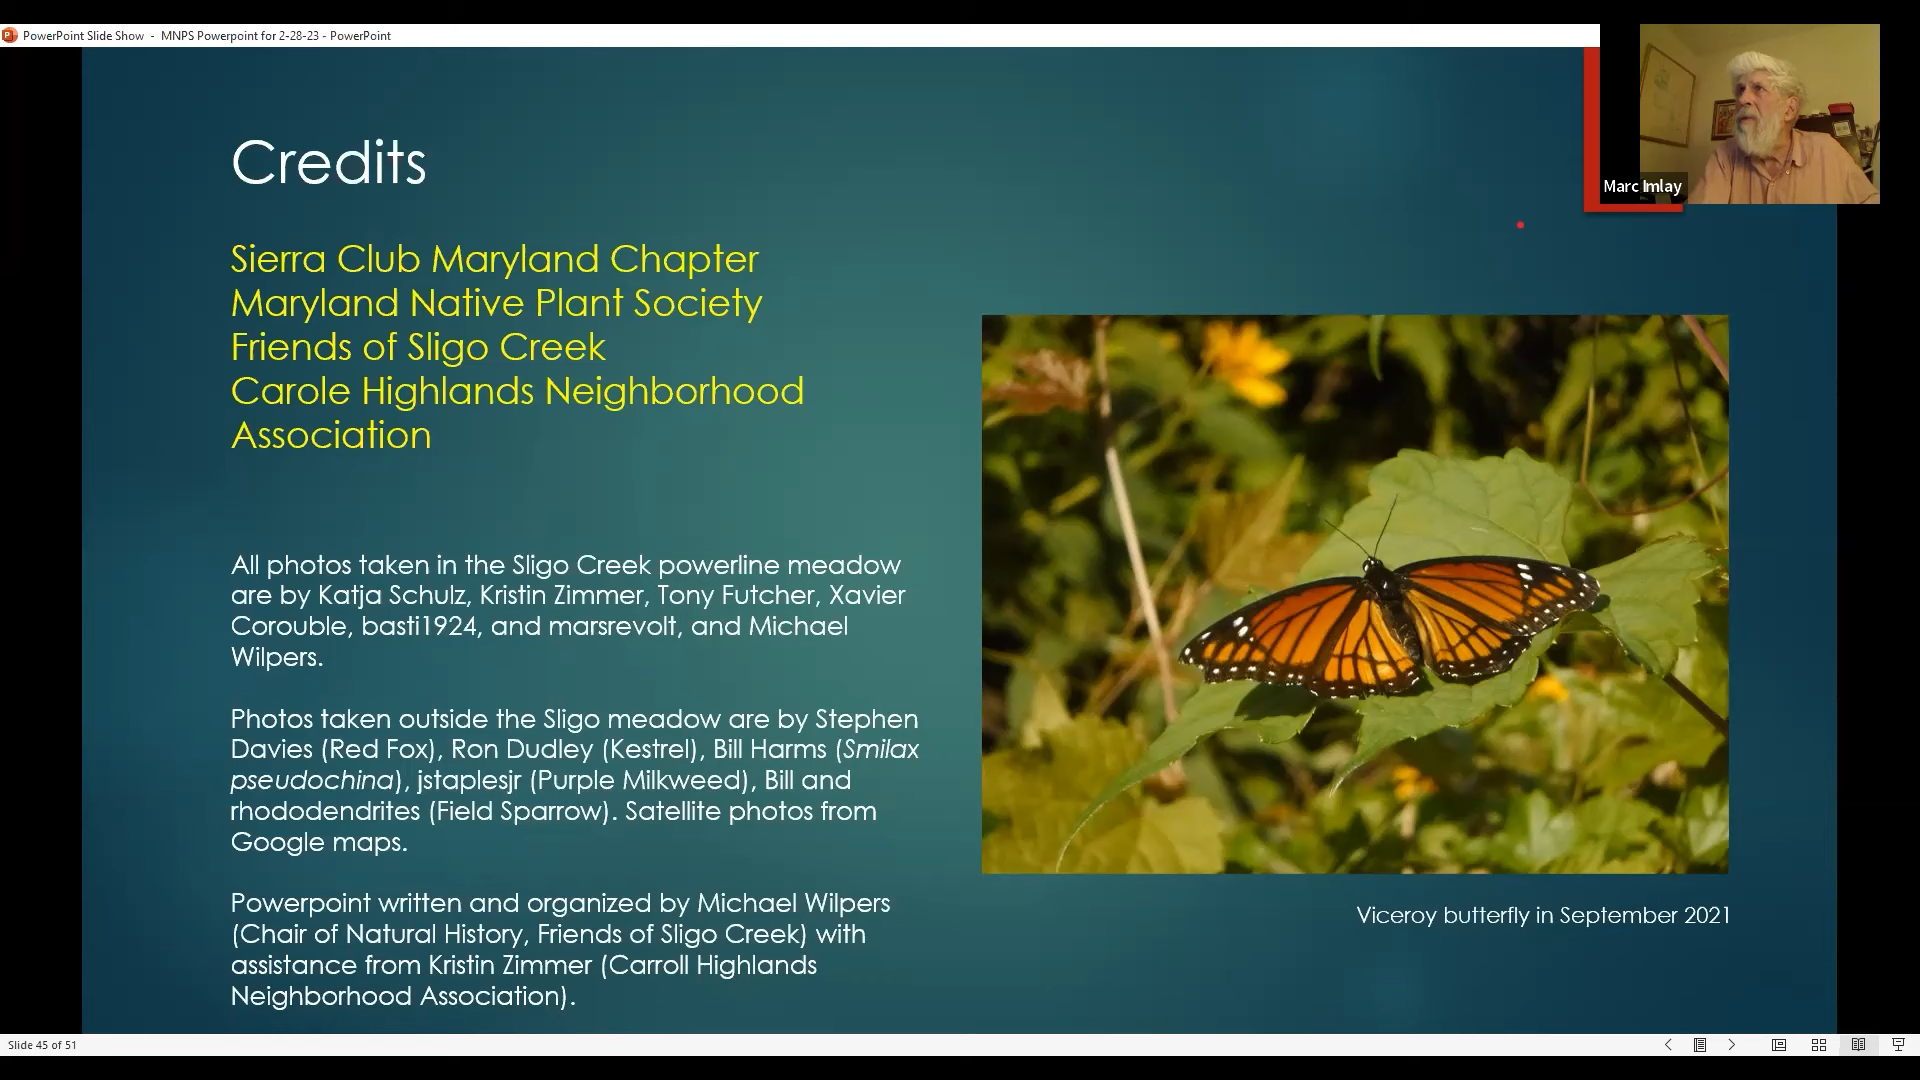 PowerPoint Slide Show - MNPS Powerpoint for 2-28-23 - PowerPoint
Marc Imlay
Credits
Sierra Club Maryland Chapter
Maryland Native Plant Society
Friends of Sligo Creek
Carole Highlands Neighborhood
Association
All photos taken in the Sligo Creek powerline meadow
are by Katja Schulz, Kristin Zimmer, Tony Futcher, Xavier
Corouble, basti1924, and marsrevolt, and Michael
Wilpers.
Photos taken outside the Sligo meadow are by Stephen
Davies (Red Fox), Ron Dudley (Kestrel), Bill Harms (Smilax
pseudochina), jstaplesjr (Purple Milkweed), Bill and
rhododendrites (Field Sparrow). Satellite photos from
Google maps.
Powerpoint written and organized by Michael Wilpers
(Chair of Natural History, Friends of Sligo Creek) with
assistance from Kristin Zimmer (Carroll Highlands
Neighborhood Association).
Viceroy butterfly in September 2021
Slide 45 of 51